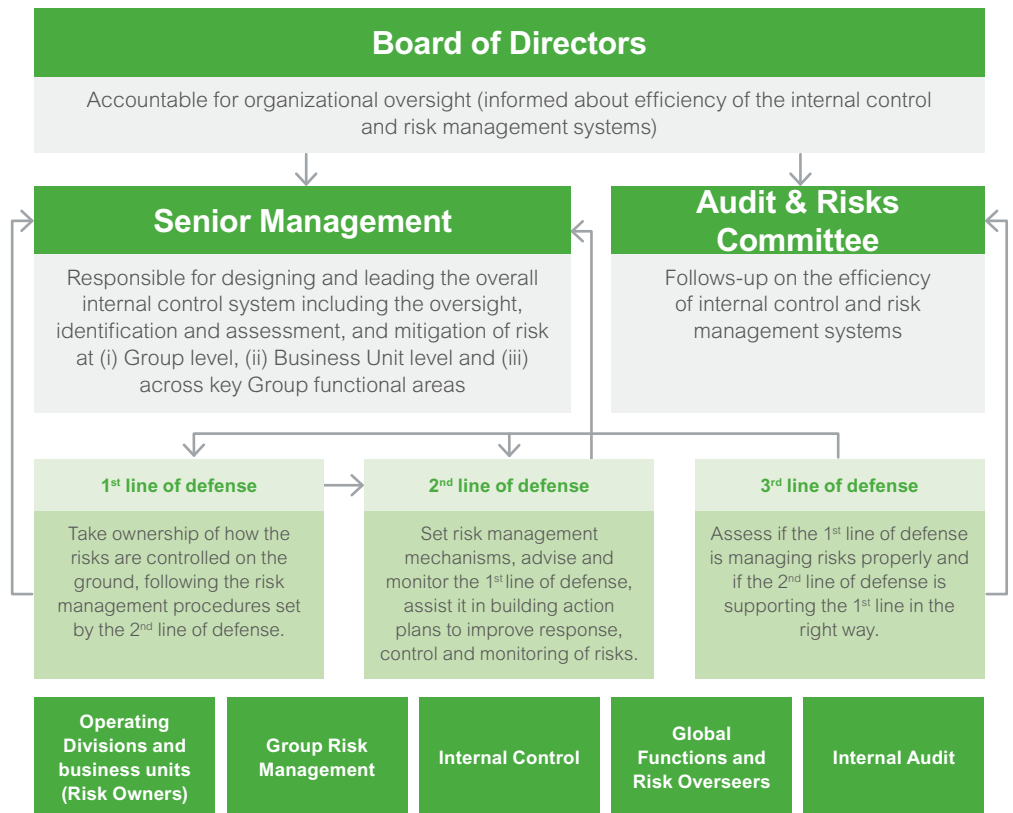 Board of Directors
Accountable for organizational oversight (informed about efficiency of the internal control
and risk management systems)
Senior Management
Responsible for designing and leading the overall
internal control system including the oversight,
identification and assessment, and mitigation of risk
at (i) Group level, (ii) Business Unit level and (iii)
across key Group functional areas
Audit & Risks
Committee
Follows-up on the efficiency
of internal control and risk
management systems
1st line of defense
Take ownership of how the
risks are controlled on the
ground, following the risk
management procedures set
by the 2nd line of defense.
2nd line of defense
Set risk management
mechanisms, advise and
monitor the 1st line of defense,
assist it in building action
plans to improve response,
control and monitoring of risks.
3rd line of defense
Assess if the 1st line of defense
is managing risks properly and
if the 2nd line of defense is
supporting the 1st line in the
right way.
Operating
Divisions and
business units
(Risk Owners)
Group Risk
Management
Internal Control
Global
Functions and
Risk Overseers
Internal Audit